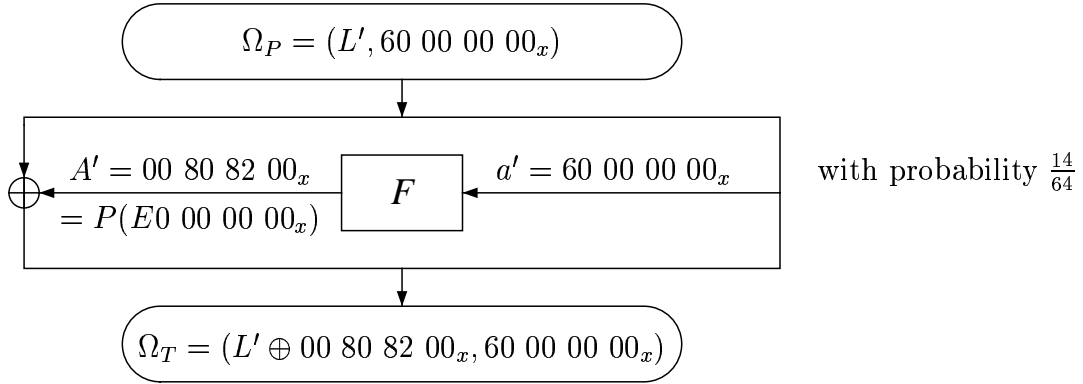 Ω_P = (L′, 60 00 00 00_x)
A′ = 00 80 82 00_x
= P(E0 00 00 00_x)
F
a′ = 60 00 00 00_x
with probability 14/64
Ω_T = (L′ ⊕ 00 80 82 00_x, 60 00 00 00_x)